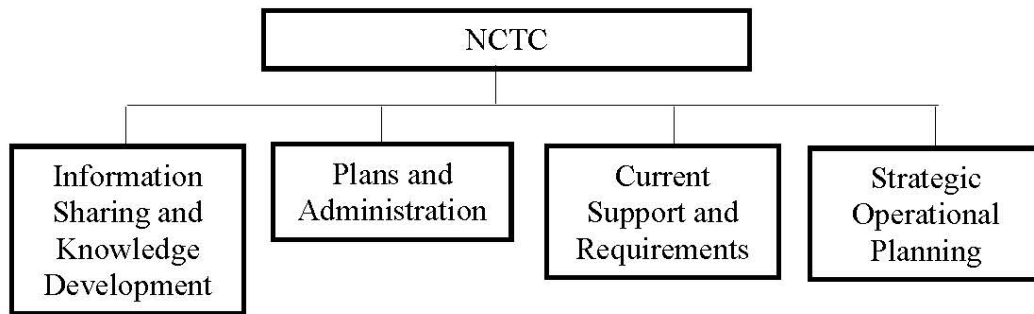 NCTC
Information
Sharing and
Knowledge
Development
Plans and
Administration
Current
Support and
Requirements
Strategic
Operational
Planning